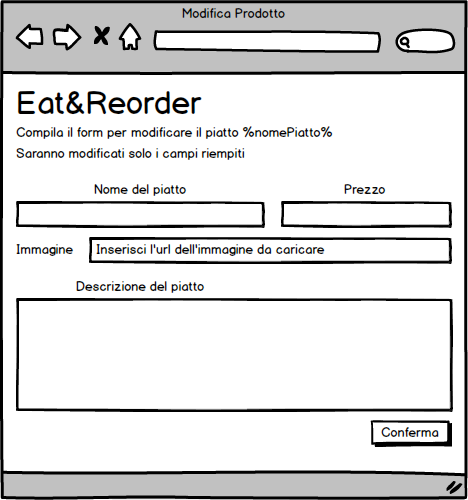 Modifica Prodotto
Eat&Reorder
Compila il form per modificare il piatto %nomePiatto%
Saranno modificati solo i campi riempiti
Nome del piatto Prezzo
Immagine Inserisci l'url dell'immagine da caricare
Descrizione del piatto
Conferma